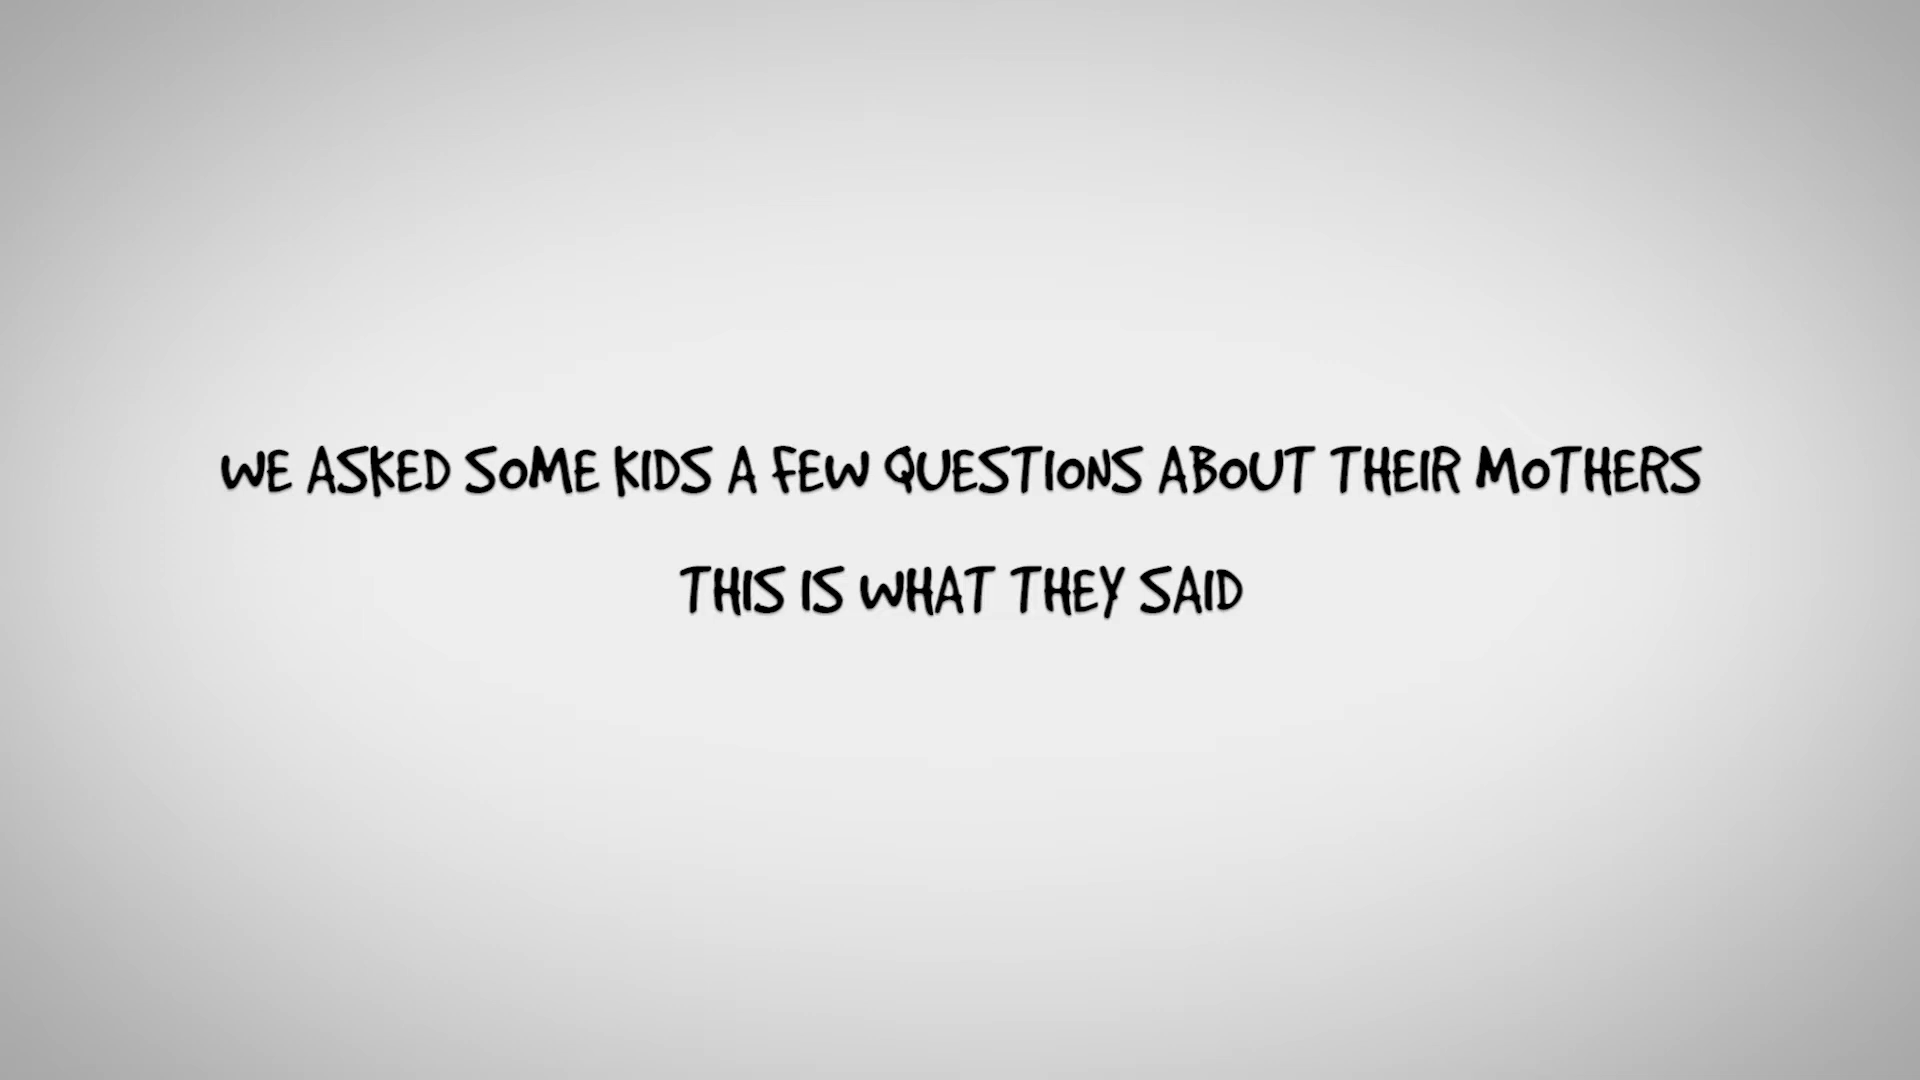 WE ASKED SOME KIDS A FEW QUESTIONS ABOUT THEIR MOTHERS
THIS IS WHAT THEY SAID